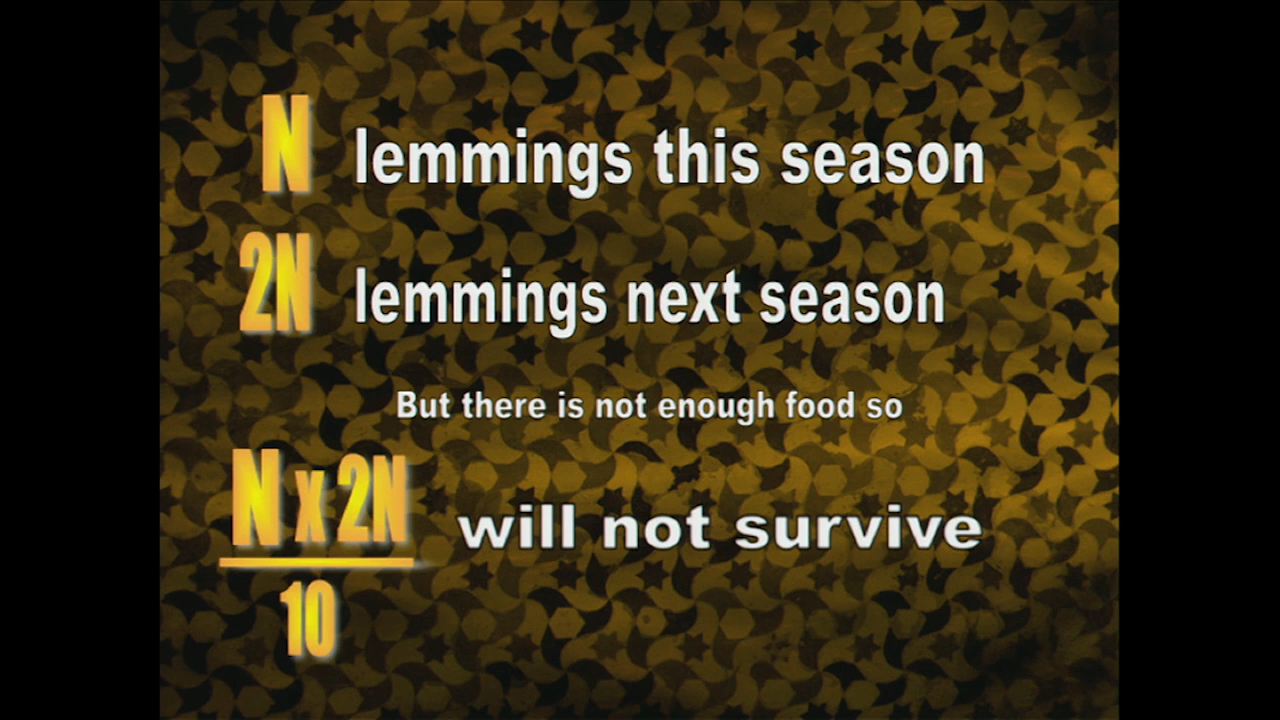 N lemmings this season
2N lemmings next season
But there is not enough food so
N x 2N will not survive
10